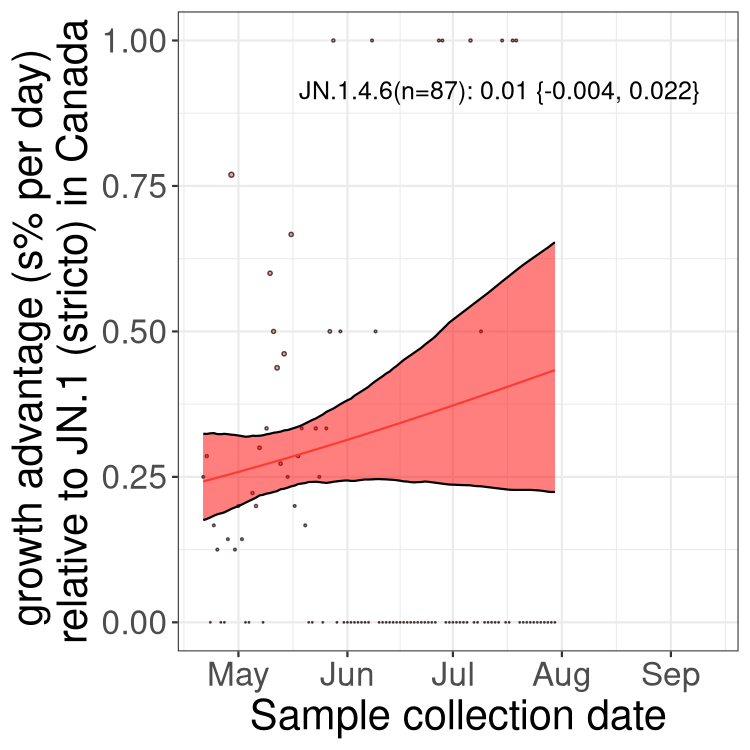 growth advantage (s% per day)
relative to JN.1 (stricto) in Canada
1.00
0.75
0.50
0.25
0.00
JN.1.4.6(n=87): 0.01 {-0.004, 0.022}
May Jun Jul Aug Sep
Sample collection date